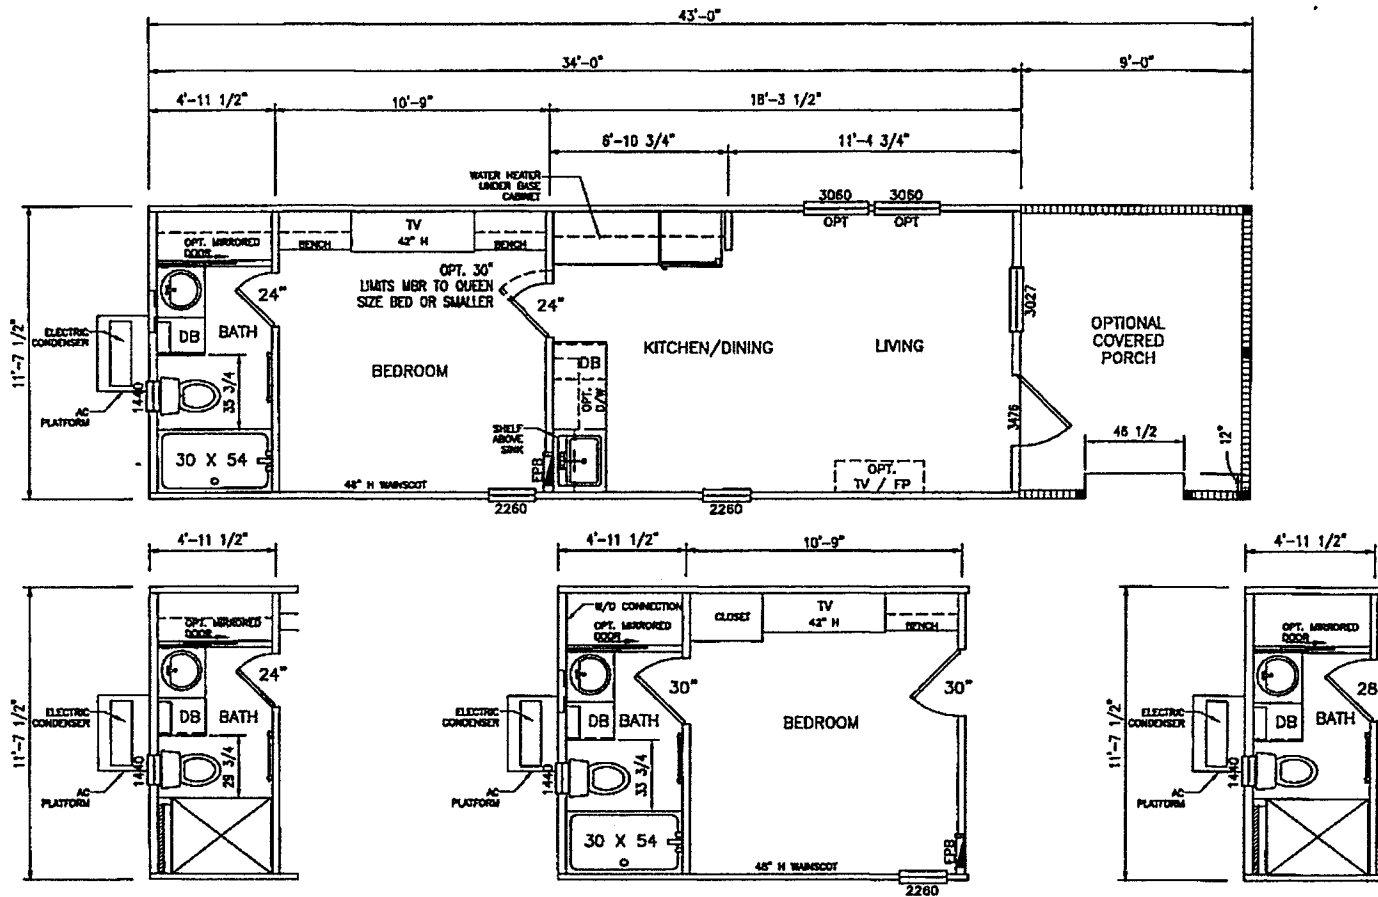 43'-0"
34'-0"
9'-0"
4'-11 1/2"
10'-9"
18'-3 1/2"
6'-10 3/4"
11'-4 3/4"
WATER HEATER
UNDER BASE
CABINET
3060
3060
OPT
OPT
OPT. MIRRORED
DOOR
BENCH
TV
42" H
BENCH
OPT. 30"
LIMITS MBR TO QUEEN
SIZE BED OR SMALLER
24"
24"
3027
11'-7 1/2"
ELECTRIC
CONDENSER
DB
BATH
BEDROOM
KITCHEN/DINING
LIVING
OPTIONAL
COVERED
PORCH
DB
OPT.
D/W
AC
PLATFORM
1440
35 3/4
3476
46 1/2
12"
SHELF
ABOVE
SINK
30 X 54
EPB
OPT.
TV / FP
48" H WAINSCOT
2260
2260
4'-11 1/2"
11'-7 1/2"
OPT. MIRRORED
DOOR
24"
ELECTRIC
CONDENSER
DB
BATH
1440
29 3/4
AC
PLATFORM
4'-11 1/2"
10'-9"
W/D CONNECTION
OPT. MIRRORED
DOOR
CLOSET
TV
42" H
BENCH
30"
30"
ELECTRIC
CONDENSER
DB
BATH
BEDROOM
1440
33 3/4
AC
PLATFORM
30 X 54
EPB
48" H WAINSCOT
2260
4'-11 1/2"
11'-7 1/2"
OPT. MIRRORED
DOOR
28
ELECTRIC
CONDENSER
DB
BATH
1440
AC
PLATFORM